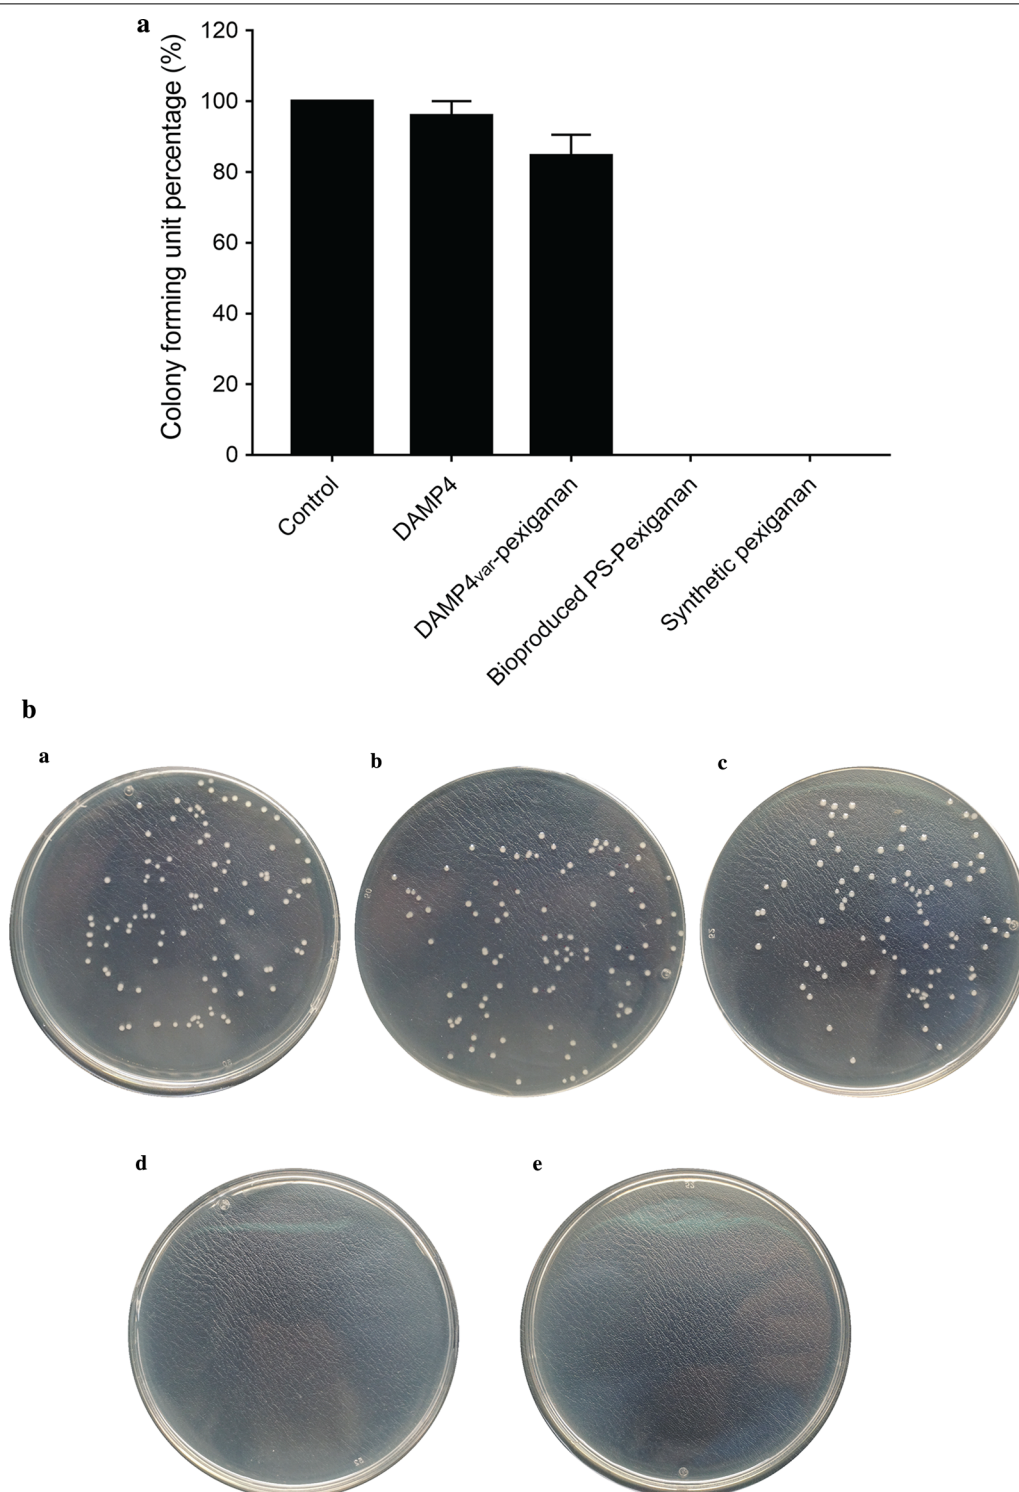 a
Colony forming unit percentage (%)
120
100
80
60
40
20
0
Control
DAMP4
DAMP4var-pexiganan
Bioproduced PS-Pexiganan
Synthetic pexiganan
b
a
b
c
d
e